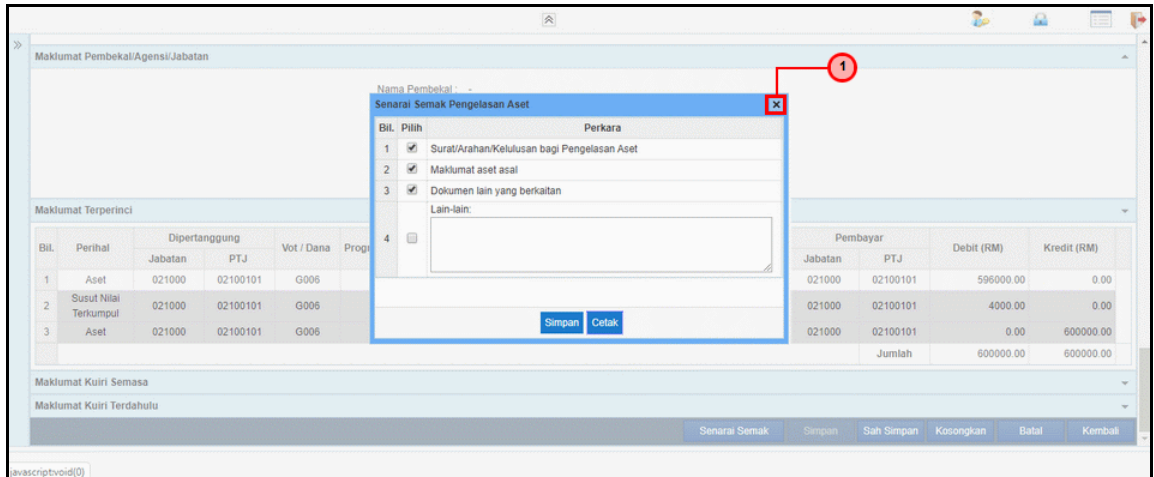 Maklumat Pembekal/Agensi/Jabatan
1
Nama Pembekal : -
Senarai Semak Pengelasan Aset
Bil. Pilih Perkara
1 Surat/Arahan/Kelulusan bagi Pengelasan Aset
2 Maklumat aset asal
3 Dokumen lain yang berkaitan
4 Lain-lain:
Simpan Cetak
Maklumat Terperinci
Bil. Perihal Dipertanggung Vot / Dana Progr Pembayar Debit (RM) Kredit (RM)
Jabatan PTJ Jabatan PTJ
1 Aset 021000 02100101 G006 021000 02100101 596000.00 0.00
2 Susut Nilai Terkumpul 021000 02100101 G006 021000 02100101 4000.00 0.00
3 Aset 021000 02100101 G006 021000 02100101 0.00 600000.00
Jumlah 600000.00 600000.00
Maklumat Kuiri Semasa
Maklumat Kuiri Terdahulu
Senarai Semak Simpan Sah Simpan Kosongkan Batal Kembali
javascript:void(0)